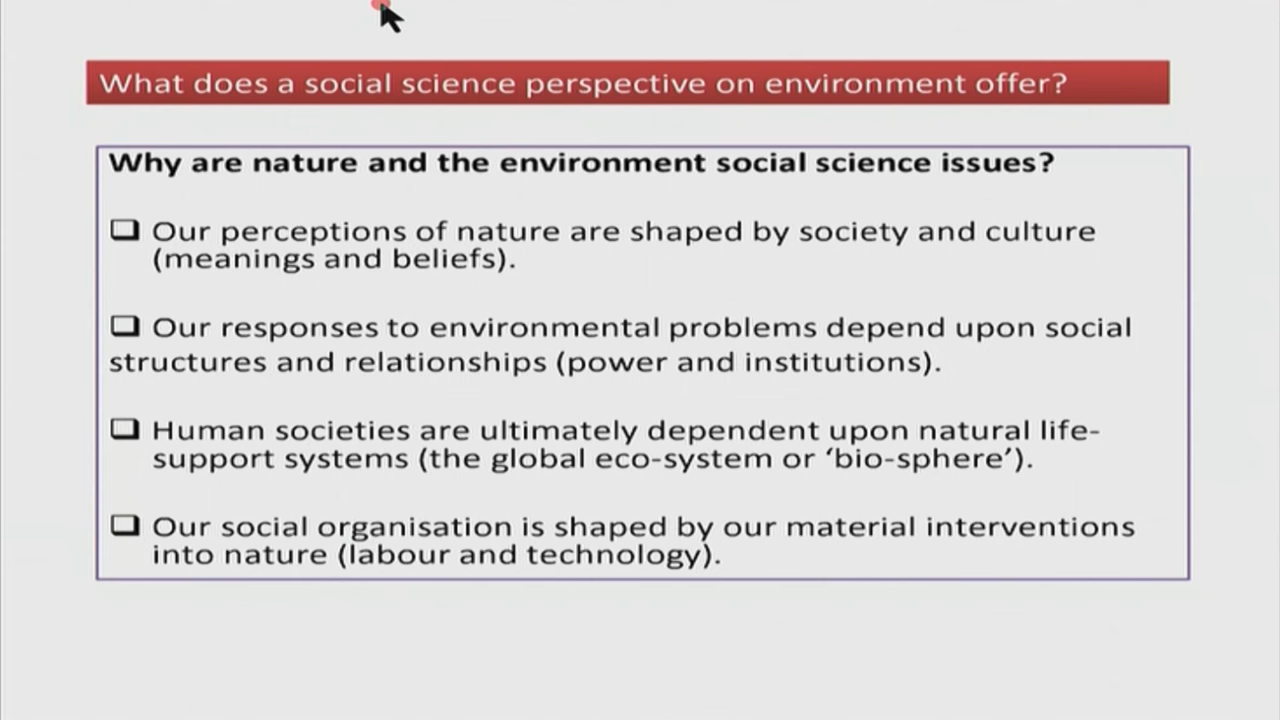 What does a social science perspective on environment offer?
Why are nature and the environment social science issues?
❑ Our perceptions of nature are shaped by society and culture
(meanings and beliefs).
❑ Our responses to environmental problems depend upon social
structures and relationships (power and institutions).
❑ Human societies are ultimately dependent upon natural life-
support systems (the global eco-system or ‘bio-sphere’).
❑ Our social organisation is shaped by our material interventions
into nature (labour and technology).